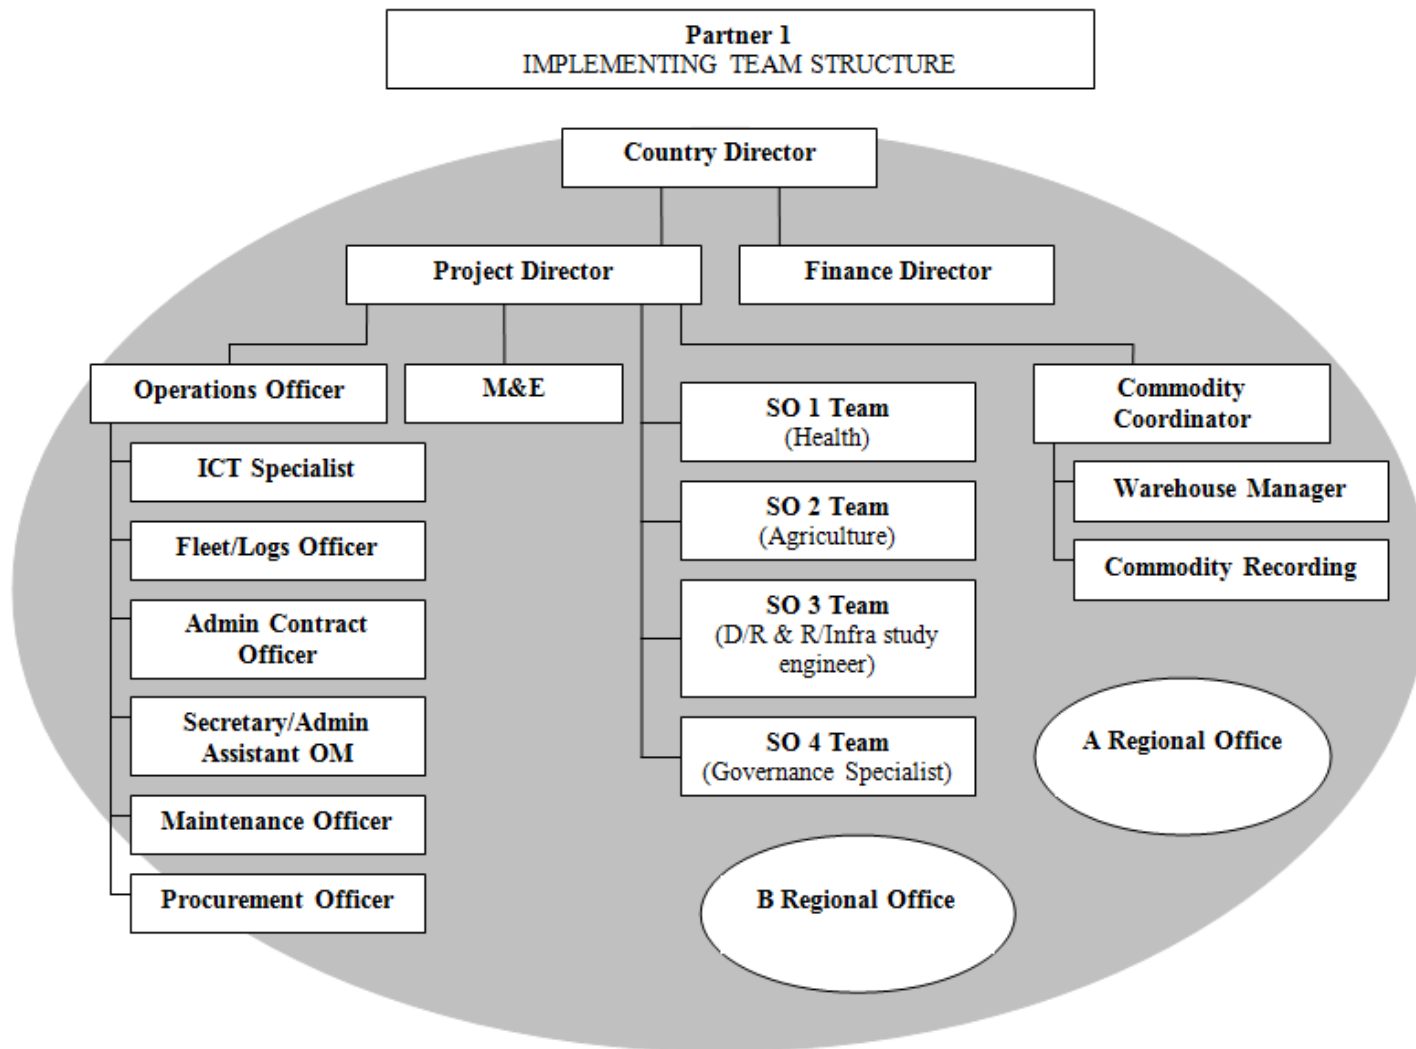 Partner 1
IMPLEMENTING TEAM STRUCTURE
Country Director
Project Director
Finance Director
Operations Officer
M&E
Commodity
Coordinator
ICT Specialist
Fleet/Logs Officer
Admin Contract
Officer
Secretary/Admin
Assistant OM
Maintenance Officer
Procurement Officer
SO 1 Team
(Health)
SO 2 Team
(Agriculture)
SO 3 Team
(D/R & R/Infra study
engineer)
SO 4 Team
(Governance Specialist)
Warehouse Manager
Commodity Recording
A Regional Office
B Regional Office